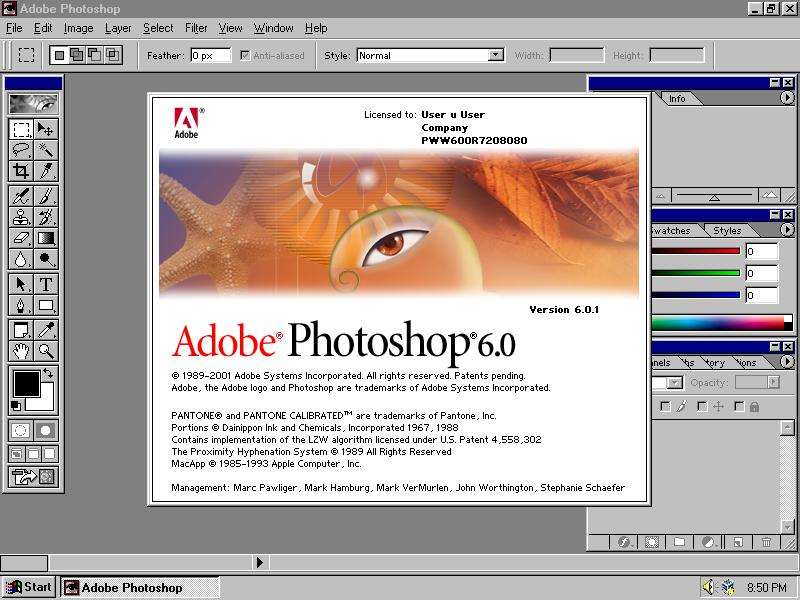 Adobe Photoshop
File Edit Image Layer Select Filter View Window Help
Feather: 0 px Anti-aliased Style: Normal Width: Height:
Info
Adobe®
Licensed to: User u User
Company
PWW600R7208080
Swatches Styles
0
0
0
Version 6.0.1
Adobe® Photoshop® 6.0
© 1989-2001 Adobe Systems Incorporated. All rights reserved. Patents pending.
Adobe, the Adobe logo and Photoshop are trademarks of Adobe Systems Incorporated.
PANTONE® and PANTONE CALIBRATED™ are trademarks of Pantone, Inc.
Portions © Dainippon Ink and Chemicals, Incorporated 1967, 1988
Contains implementation of the LZW algorithm licensed under U.S. Patent 4,558,302
The Proximity Hyphenation System © 1989 All Rights Reserved
MacApp © 1985-1993 Apple Computer, Inc.
Management: Marc Pawliger, Mark Hamburg, Mark VerMurlen, John Worthington, Stephanie Schaefer
nnels hs tory ions
Opacity:
T
Start Adobe Photoshop 8:50 PM